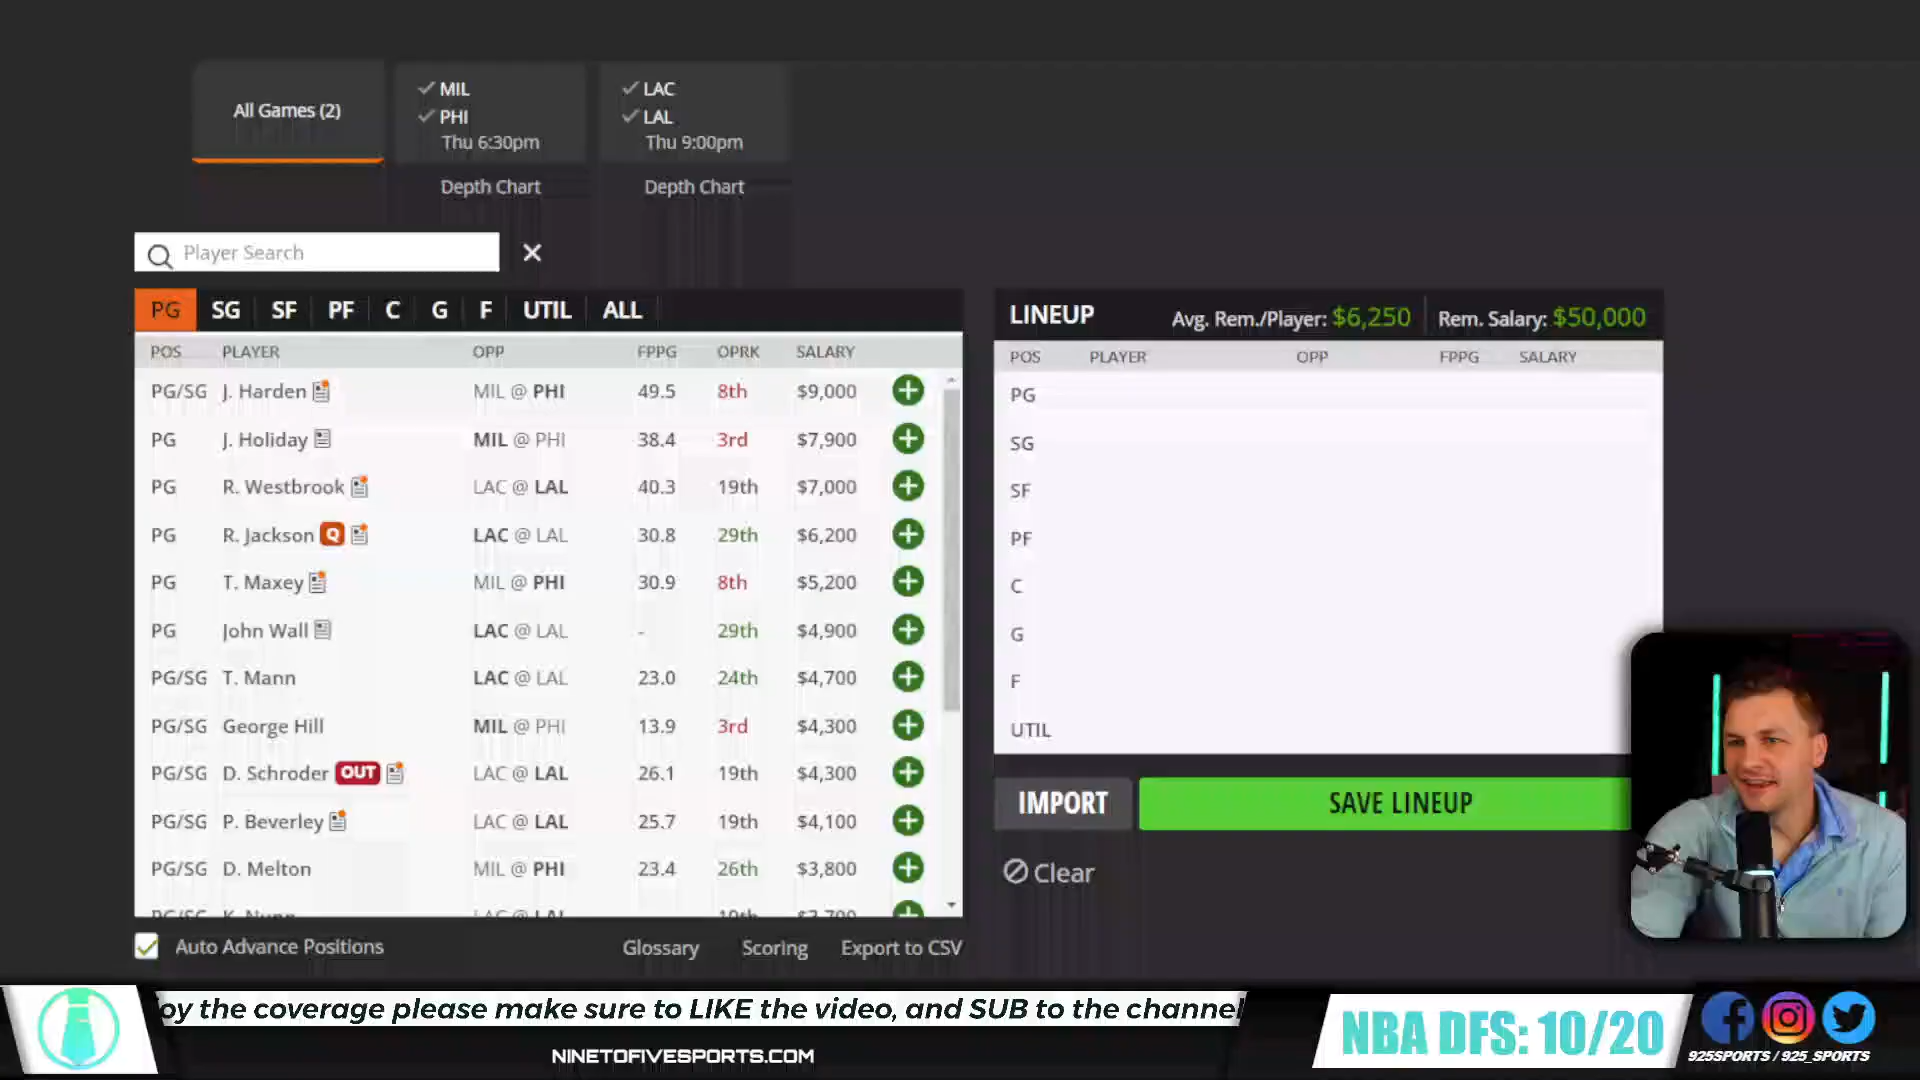 All Games (2)
MIL
PHI
Thu 6:30pm
Depth Chart
LAC
LAL
Thu 9:00pm
Depth Chart
Player Search
PG SG SF PF C G F UTIL ALL
POS PLAYER OPP FPPG OPRK SALARY
PG/SG J. Harden MIL @ PHI 49.5 8th $9,000
PG J. Holiday MIL @ PHI 38.4 3rd $7,900
PG R. Westbrook LAC @ LAL 40.3 19th $7,000
PG R. Jackson Q LAC @ LAL 30.8 29th $6,200
PG T. Maxey MIL @ PHI 30.9 8th $5,200
PG John Wall LAC @ LAL - 29th $4,900
PG/SG T. Mann LAC @ LAL 23.0 24th $4,700
PG/SG George Hill MIL @ PHI 13.9 3rd $4,300
PG/SG D. Schroder OUT LAC @ LAL 26.1 19th $4,300
PG/SG P. Beverley LAC @ LAL 25.7 19th $4,100
PG/SG D. Melton MIL @ PHI 23.4 26th $3,800
PG/SG K. Nunn LAC @ LAL 19th $3,700
Auto Advance Positions Glossary Scoring Export to CSV
LINEUP Avg. Rem./Player: $6,250 Rem. Salary: $50,000
POS PLAYER OPP FPPG SALARY
PG
SG
SF
PF
C
G
F
UTIL
IMPORT SAVE LINEUP
Clear
oy the coverage please make sure to LIKE the video, and SUB to the channel
NINETOFIVESPORTS.COM
NBA DFS: 10/20
925SPORTS / 925_SPORTS